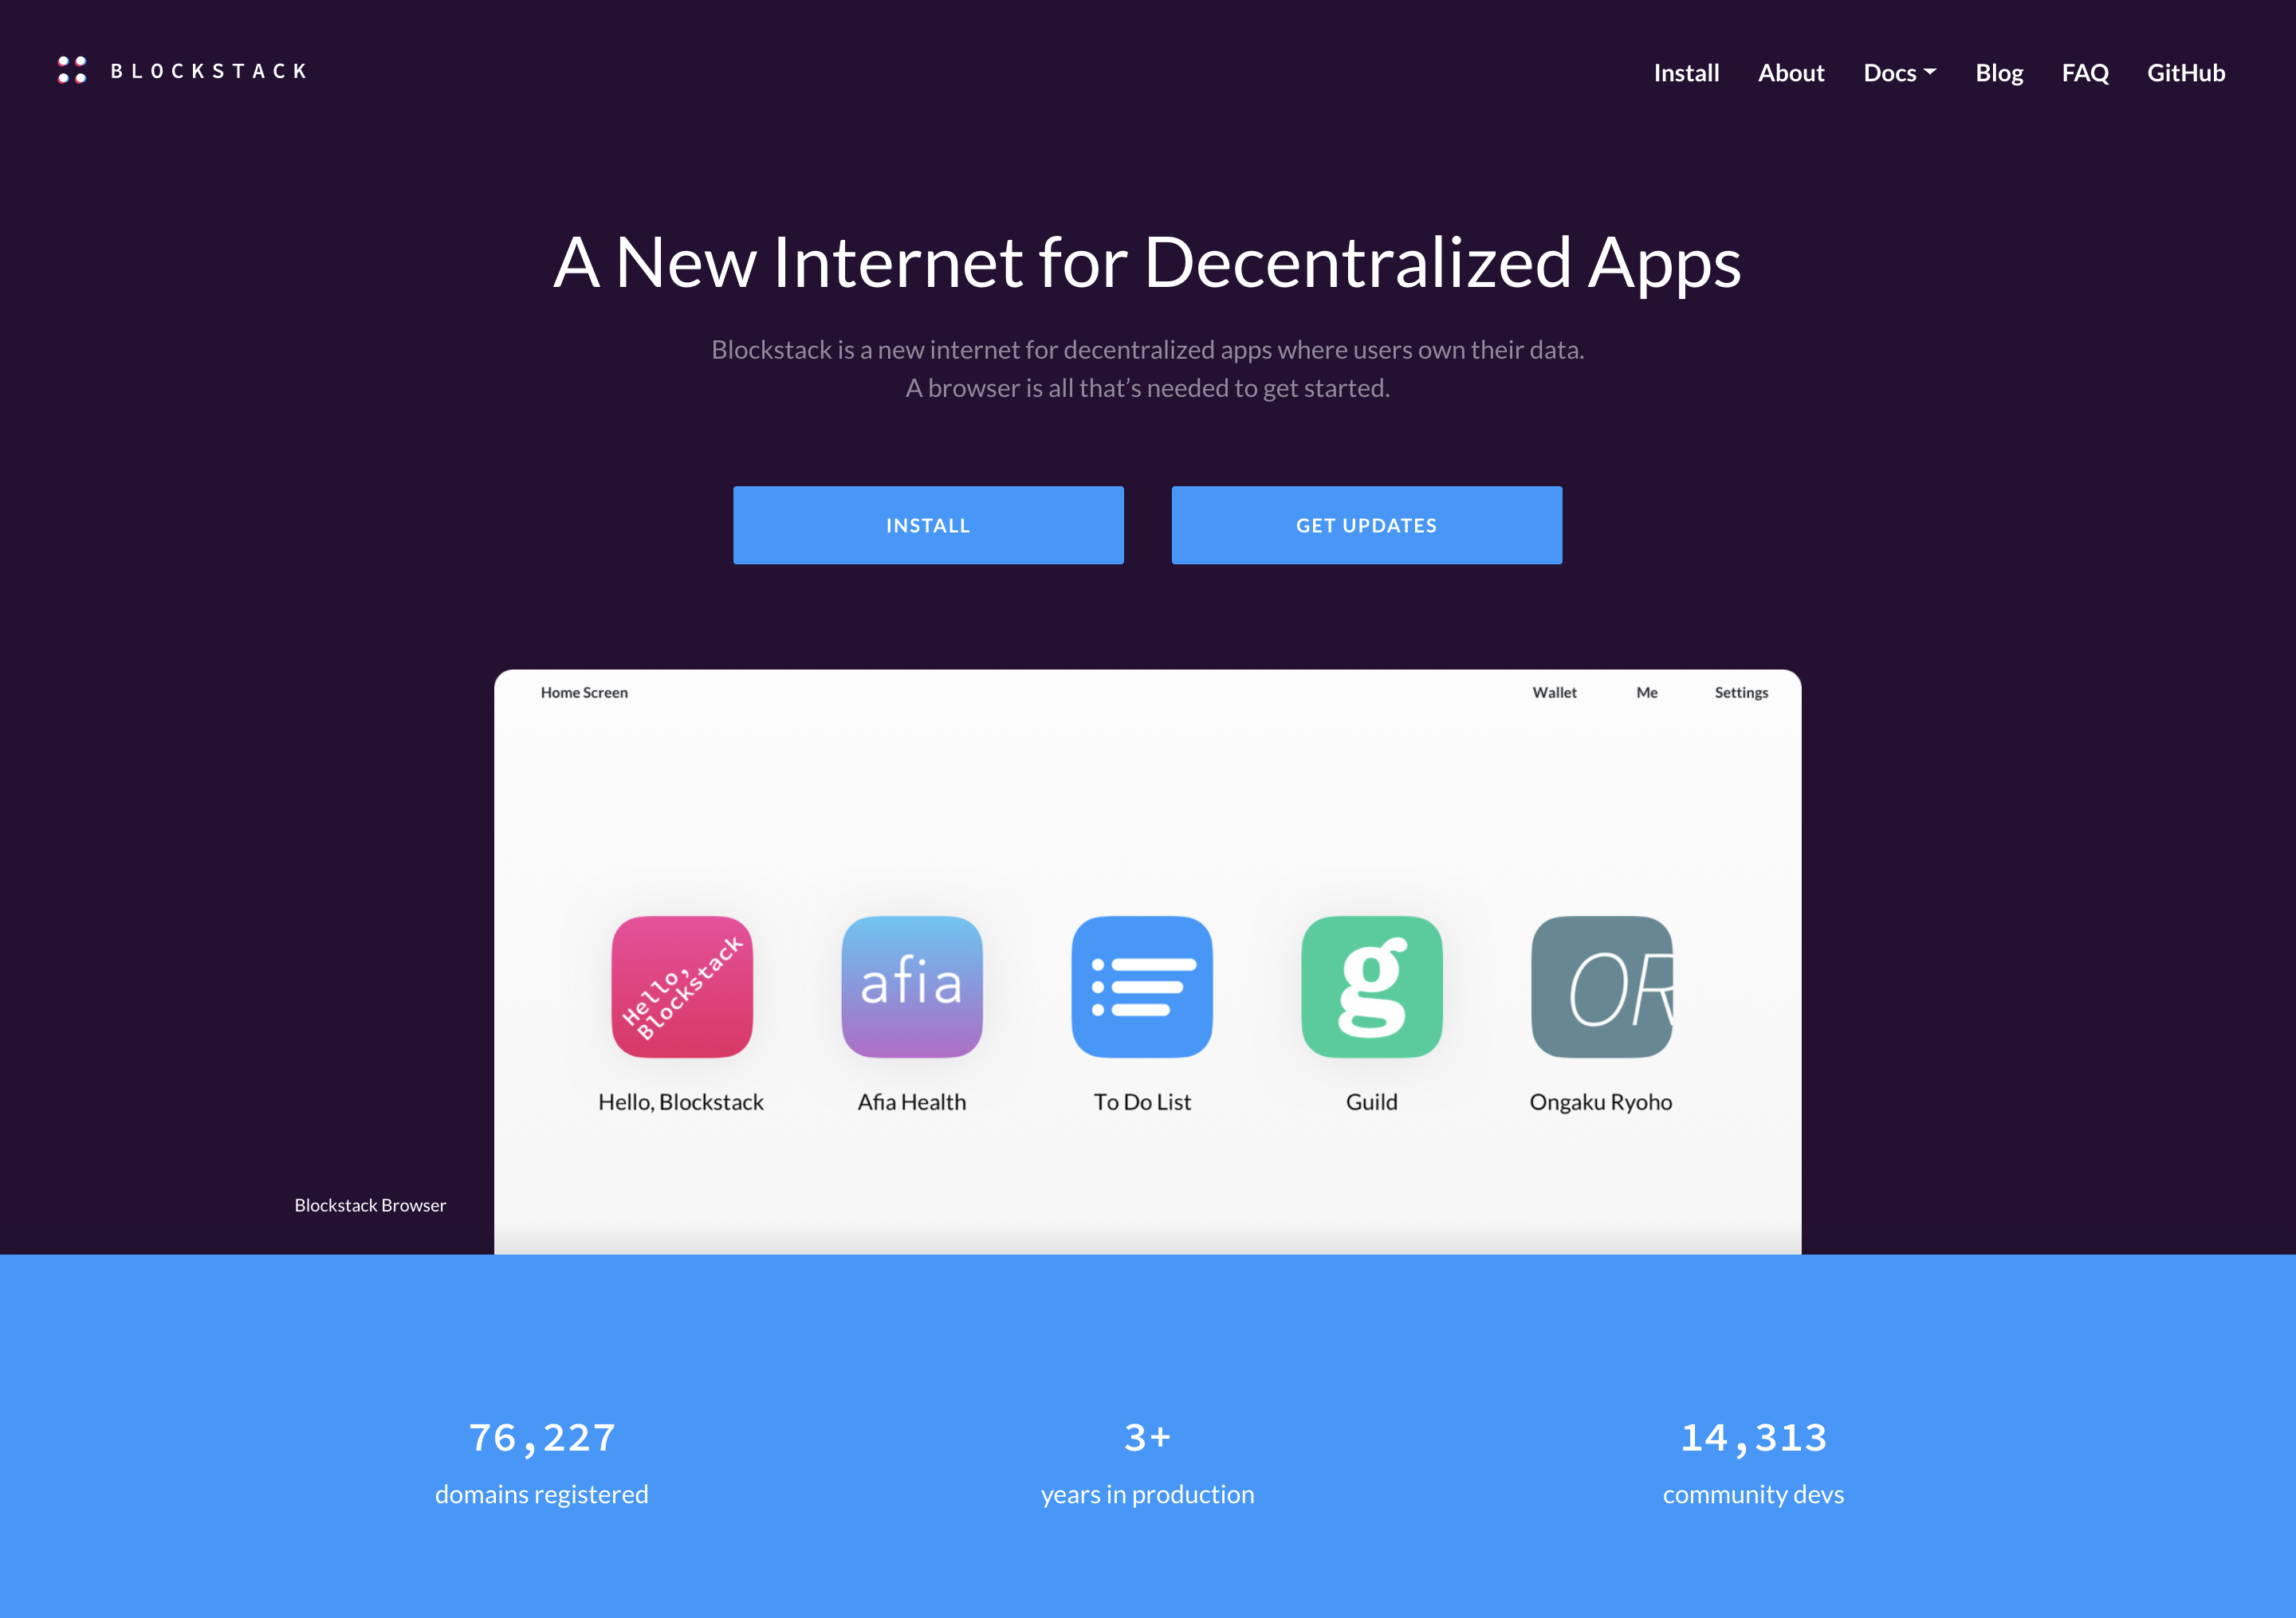 BLOCKSTACK
Install About Docs Blog FAQ GitHub
A New Internet for Decentralized Apps
Blockstack is a new internet for decentralized apps where users own their data.
A browser is all that’s needed to get started.
INSTALL
GET UPDATES
Home Screen Wallet Me Settings
Hello,
Blockstack
afia
g
OR
Hello, Blockstack
Afia Health
To Do List
Guild
Ongaku Ryoho
Blockstack Browser
76,227
domains registered
3+
years in production
14,313
community devs